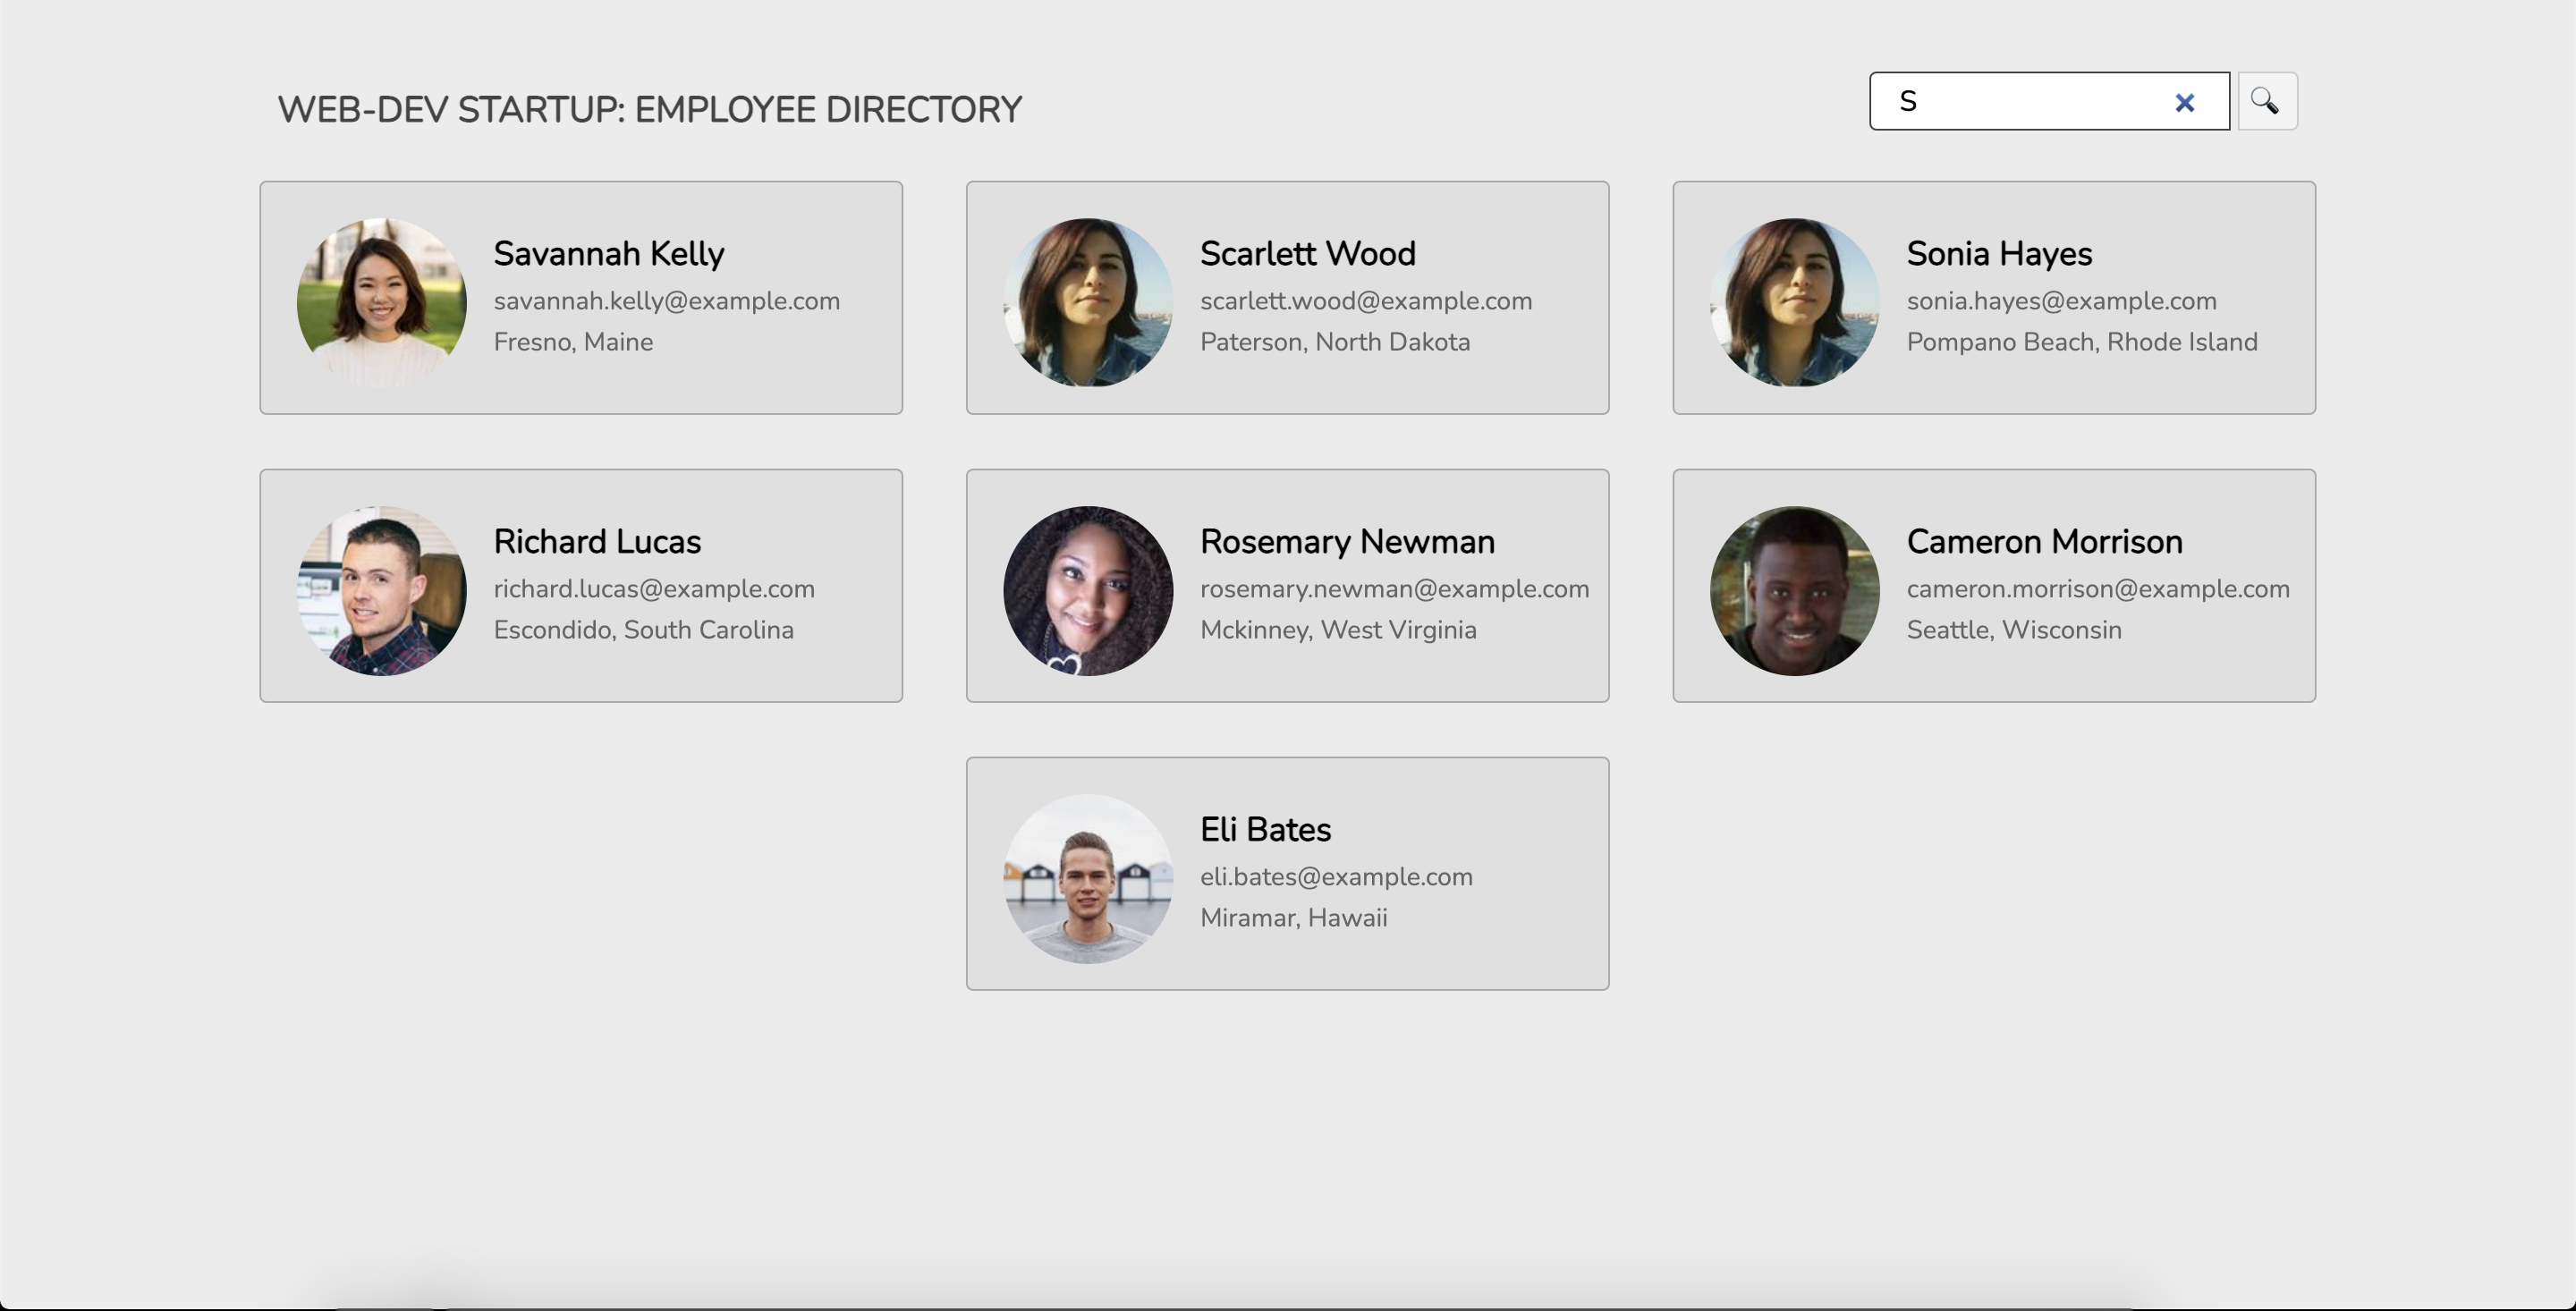 WEB-DEV STARTUP: EMPLOYEE DIRECTORY
S
Savannah Kelly
savannah.kelly@example.com
Fresno, Maine
Scarlett Wood
scarlett.wood@example.com
Paterson, North Dakota
Sonia Hayes
sonia.hayes@example.com
Pompano Beach, Rhode Island
Richard Lucas
richard.lucas@example.com
Escondido, South Carolina
Rosemary Newman
rosemary.newman@example.com
Mckinney, West Virginia
Cameron Morrison
cameron.morrison@example.com
Seattle, Wisconsin
Eli Bates
eli.bates@example.com
Miramar, Hawaii